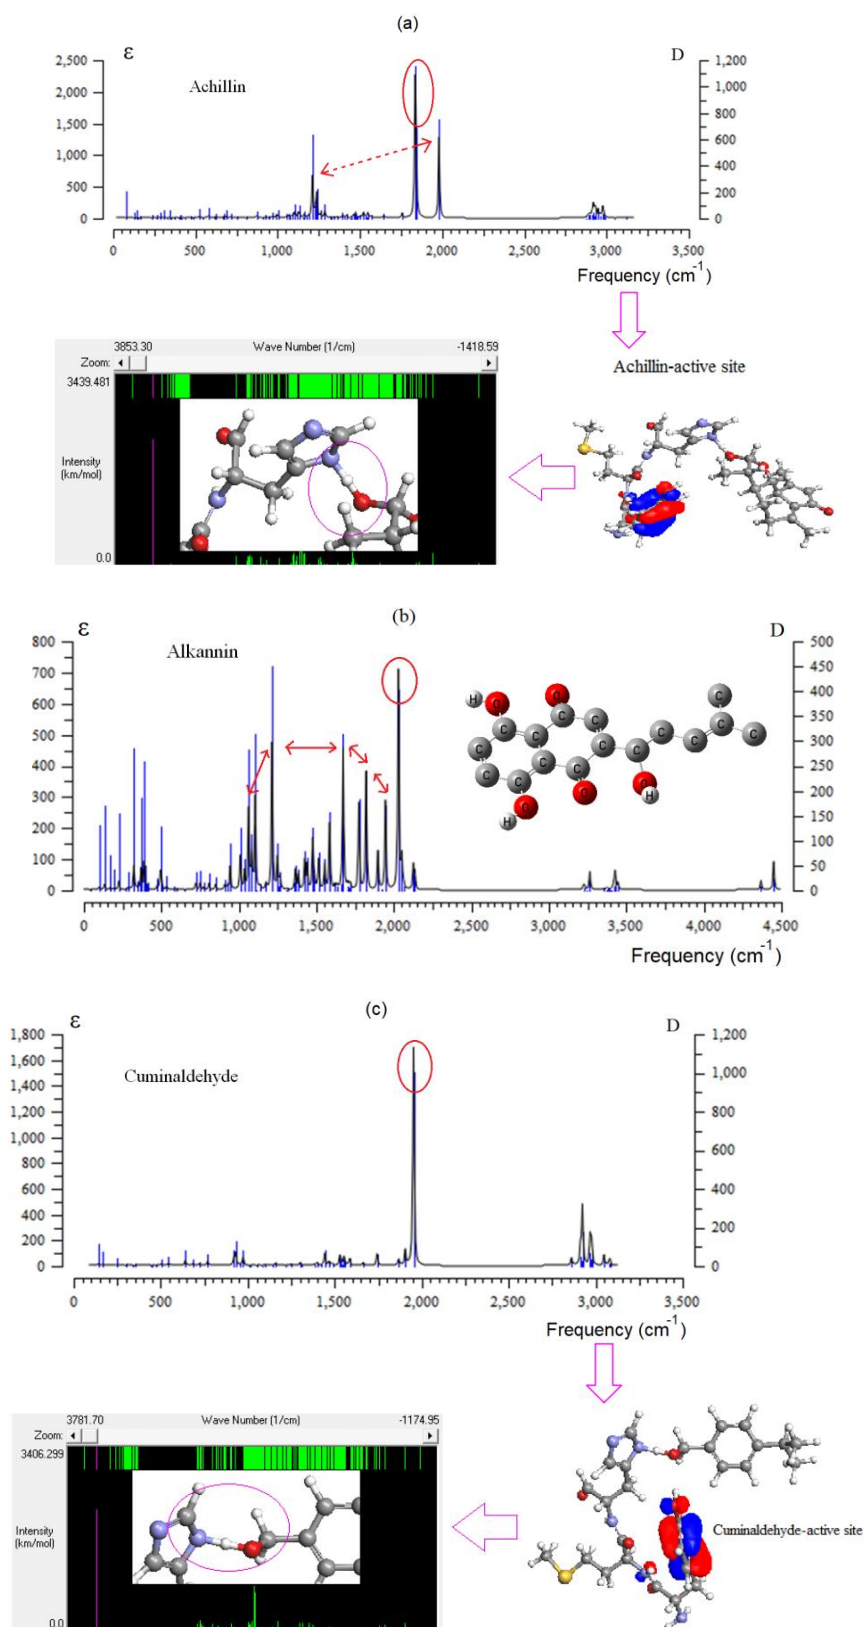 (a)
ε
D
Achillin
2,500
2,000
1,500
1,000
500
0
1,200
1,000
800
600
400
200
0
0 500 1,000 1,500 2,000 2,500 3,000 3,500
Frequency (cm-1)
3853.30 Wave Number (1/cm) -1418.59
Zoom:
3439.481
Intensity
(km/mol)
0.0
Achillin-active site
(b)
ε
D
Alkannin
800
700
600
500
400
300
200
100
0
500
450
400
350
300
250
200
150
100
50
0
H O O C C C C C C C C C C C C C C C C O H O O H
0 500 1,000 1,500 2,000 2,500 3,000 3,500 4,000 4,500
Frequency (cm-1)
(c)
ε
D
Cuminaldehyde
1,800
1,600
1,400
1,200
1,000
800
600
400
200
0
1,200
1,000
800
600
400
200
0
0 500 1,000 1,500 2,000 2,500 3,000 3,500
Frequency (cm-1)
3781.70 Wave Number (1/cm) -1174.95
Zoom:
3406.299
Intensity
(km/mol)
0.0
Cuminaldehyde-active site